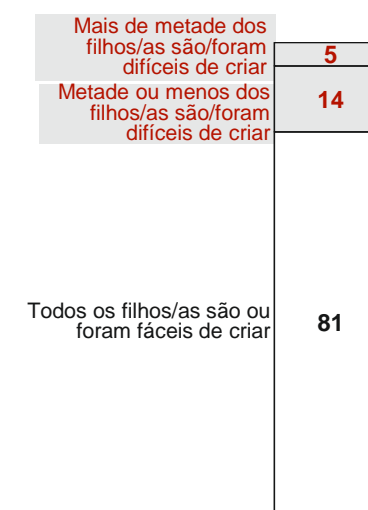 Mais de metade dos
filhos/as são/foram
difíceis de criar
5
Metade ou menos dos
filhos/as são/foram
difíceis de criar
14
Todos os filhos/as são ou
foram fáceis de criar
81